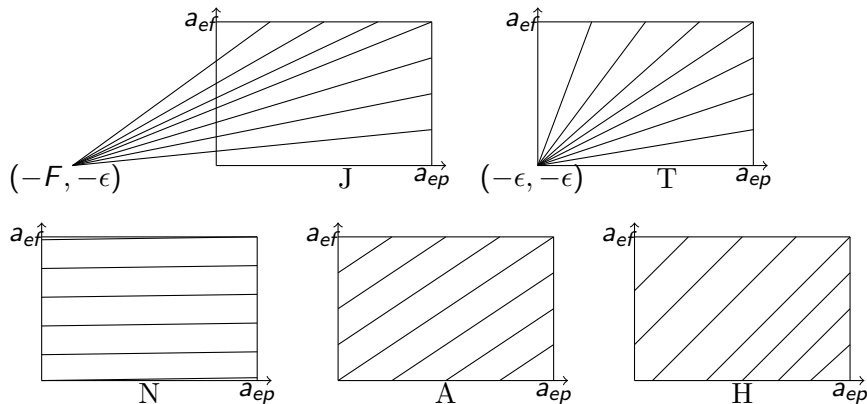 a_ef a_ef
(−F, −ϵ) J a_ep (−ϵ, −ϵ) T a_ep
a_ef a_ef a_ef
N a_ep A a_ep H a_ep